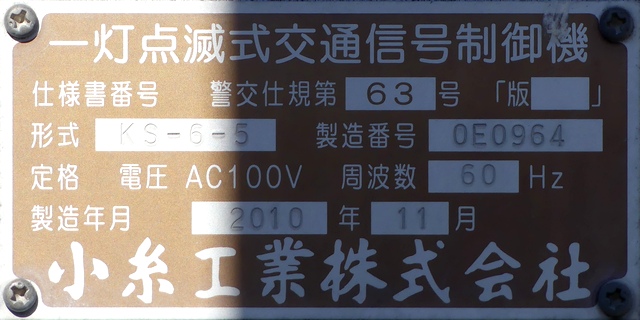 一灯点滅式交通信号制御機
仕様書番号 警交仕規第 63 号 「版 」
形式 KS-6-5 製造番号 0E0964
定格 電圧 AC100V 周波数 60 Hz
製造年月 2010 年 11 月
小糸工業株式会社